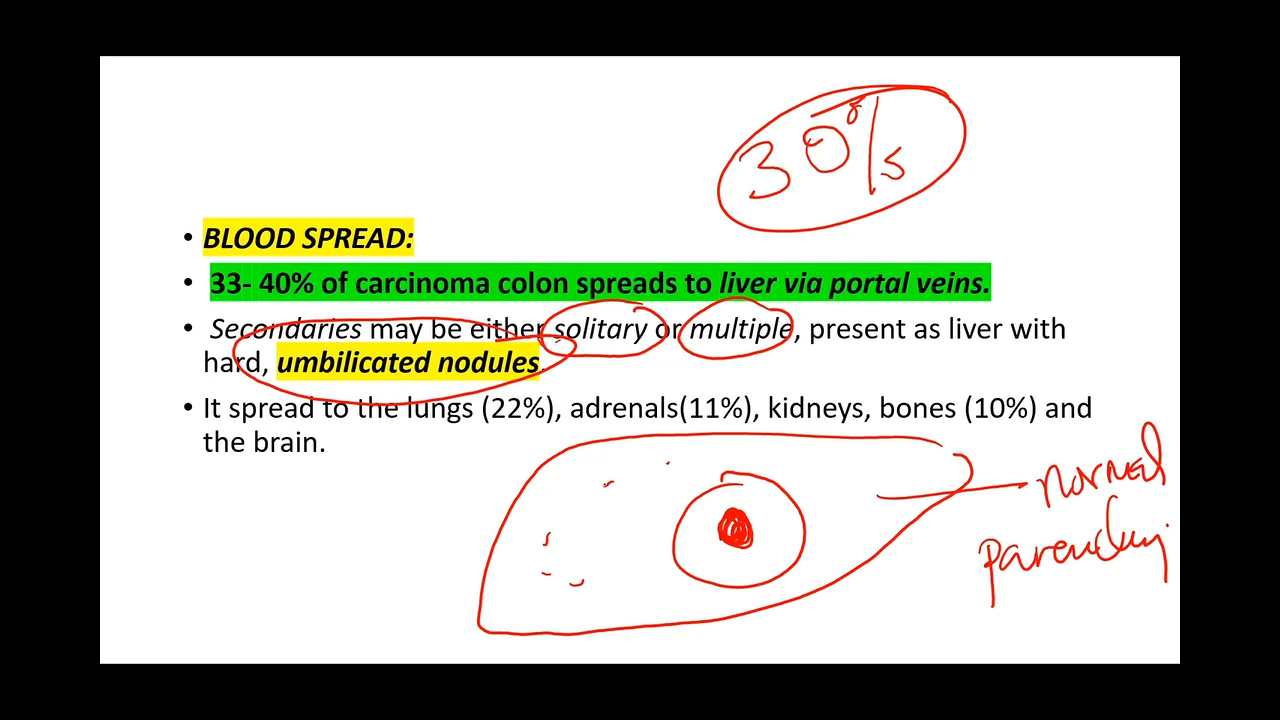 30%
• BLOOD SPREAD:
• 33- 40% of carcinoma colon spreads to liver via portal veins.
• Secondaries may be either solitary or multiple, present as liver with
hard, umbilicated nodules.
• It spread to the lungs (22%), adrenals(11%), kidneys, bones (10%) and
the brain.
normal